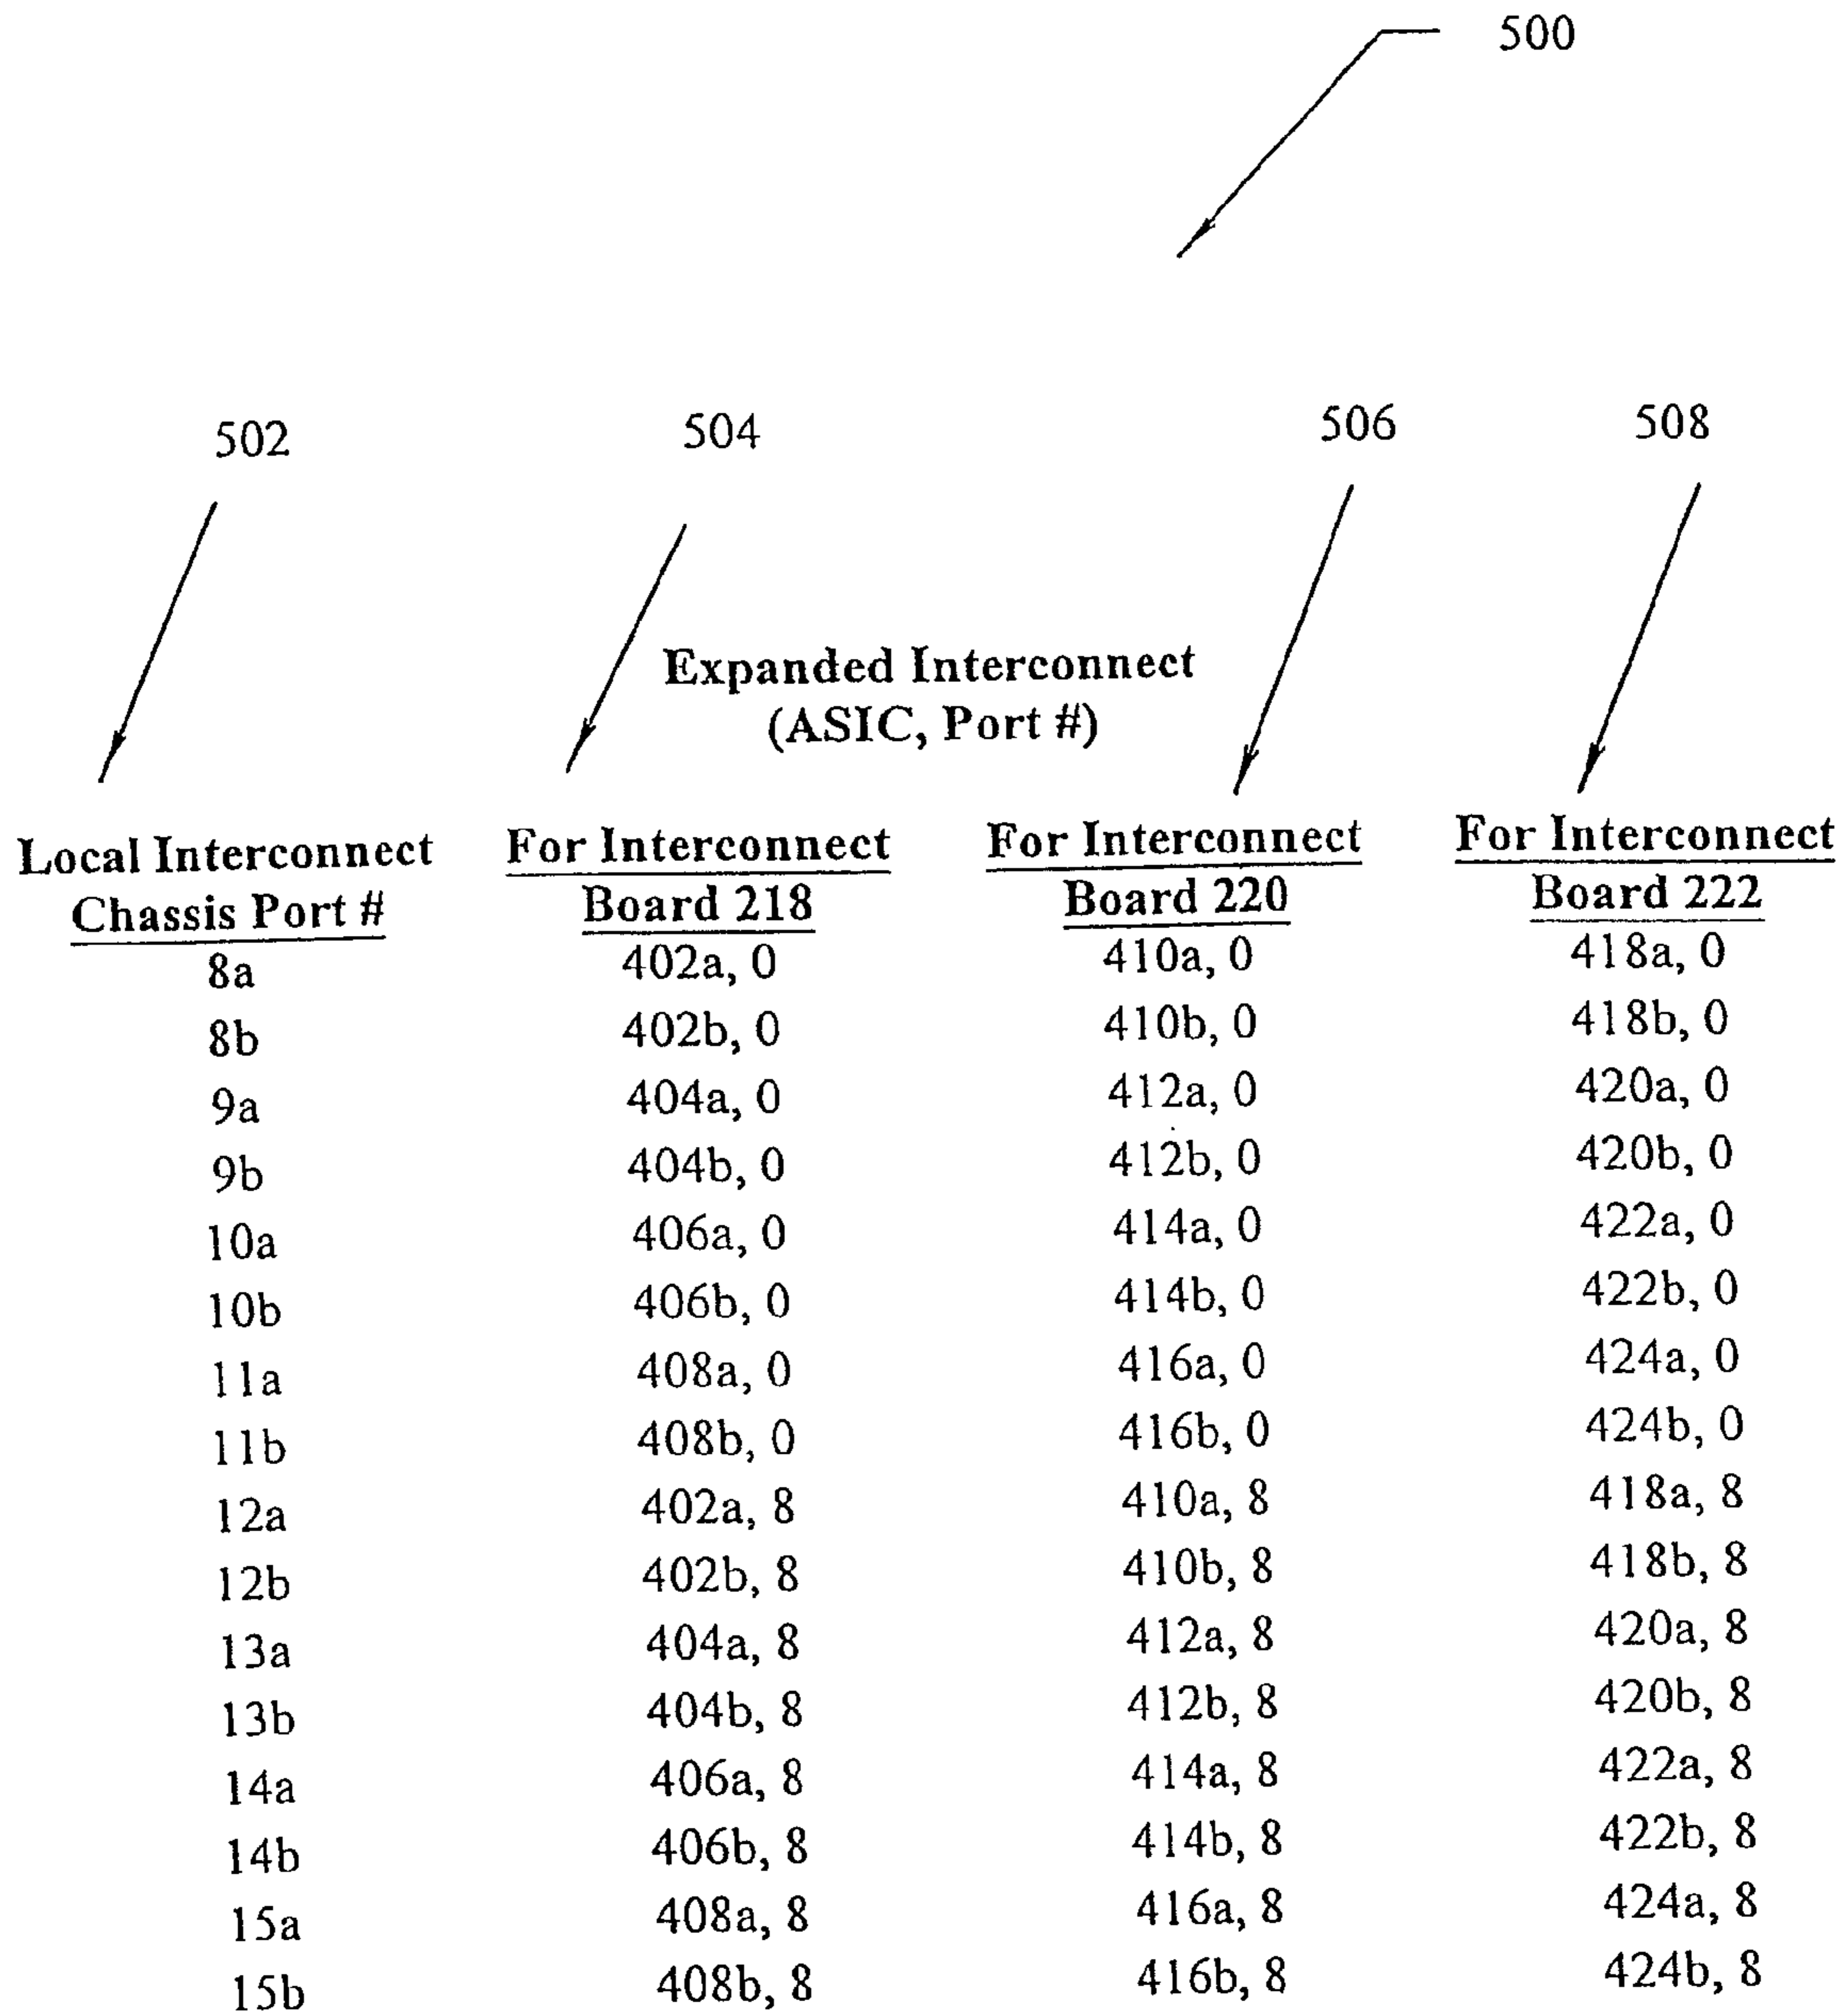 500
502 504 506 508
Expanded Interconnect
(ASIC, Port #)
Local Interconnect For Interconnect For Interconnect For Interconnect
Chassis Port # Board 218 Board 220 Board 222
8a 402a, 0 410a, 0 418a, 0
8b 402b, 0 410b, 0 418b, 0
9a 404a, 0 412a, 0 420a, 0
9b 404b, 0 412b, 0 420b, 0
10a 406a, 0 414a, 0 422a, 0
10b 406b, 0 414b, 0 422b, 0
11a 408a, 0 416a, 0 424a, 0
11b 408b, 0 416b, 0 424b, 0
12a 402a, 8 410a, 8 418a, 8
12b 402b, 8 410b, 8 418b, 8
13a 404a, 8 412a, 8 420a, 8
13b 404b, 8 412b, 8 420b, 8
14a 406a, 8 414a, 8 422a, 8
14b 406b, 8 414b, 8 422b, 8
15a 408a, 8 416a, 8 424a, 8
15b 408b, 8 416b, 8 424b, 8